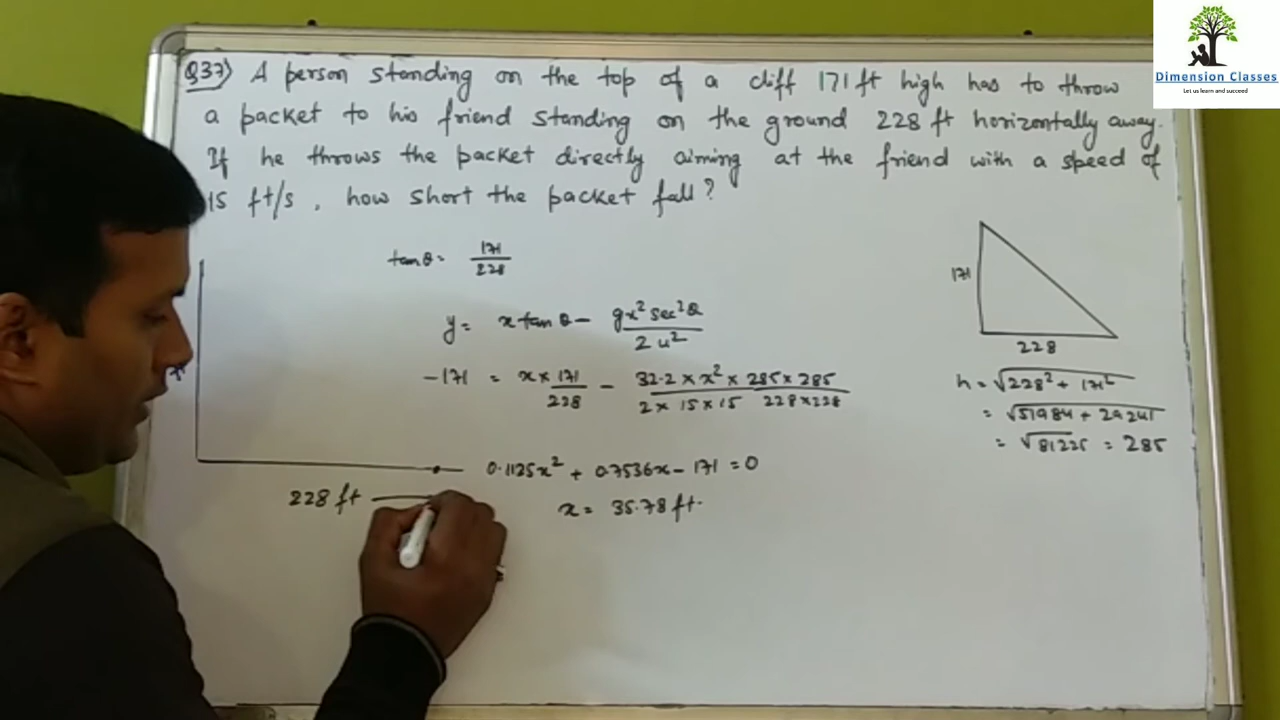 Q37) A person standing on the top of a cliff 171 ft high has to throw
a packet to his friend standing on the ground 228 ft horizontally away.
If he throws the packet directly aiming at the friend with a speed of
15 ft/s, how short the packet fall?
tanθ = 171/228
y = x tan θ - gx² sec²θ / 2u²
-171 = x × 171/228 - 32.2 × x² × 285 × 285 / 2 × 15 × 15 228 × 228
0.1125x² + 0.7536x - 171 = 0
x = 35.78 ft.
228 ft
171
228
h = √228² + 171²
= √51984 + 29241
= √81225 = 285
Dimension Classes
Let us learn and succeed